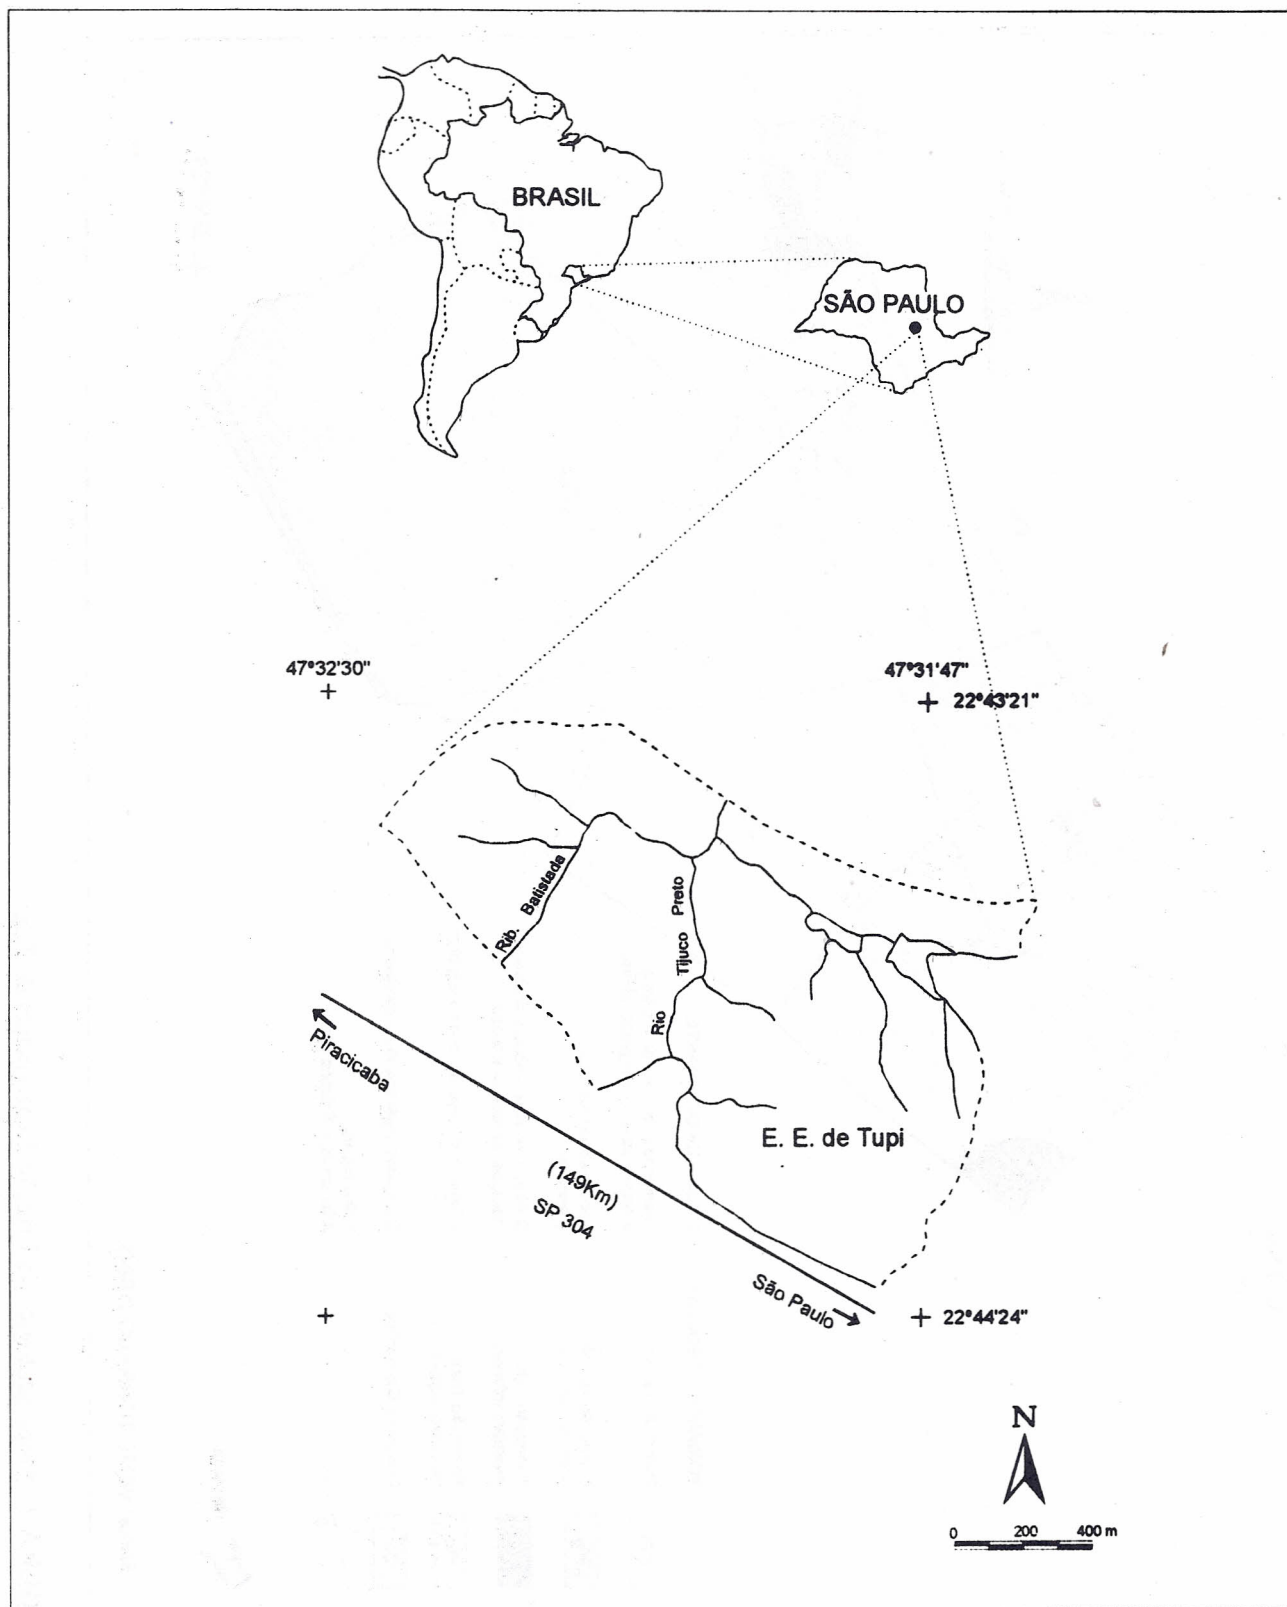 BRASIL
SÃO PAULO
47°32'30"
47°31'47"
22°43'21"
Rib. Batistada
Rio Tijuco Preto
Piracicaba
E. E. de Tupi
(149Km)
SP 304
São Paulo
22°44'24"
N
0 200 400 m